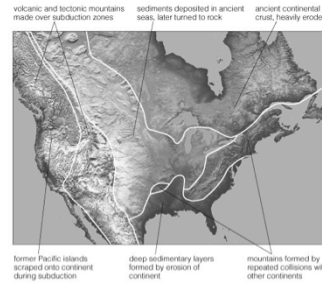 volcanic and tectonic mountains
made over subduction zones
sediments deposited in ancient
seas, later turned to rock
ancient continental
crust, heavily erode
former Pacific islands
scraped onto continent
during subduction
deep sedimentary layers
formed by erosion of
continent
mountains formed by
repeated collisions wi
other continents